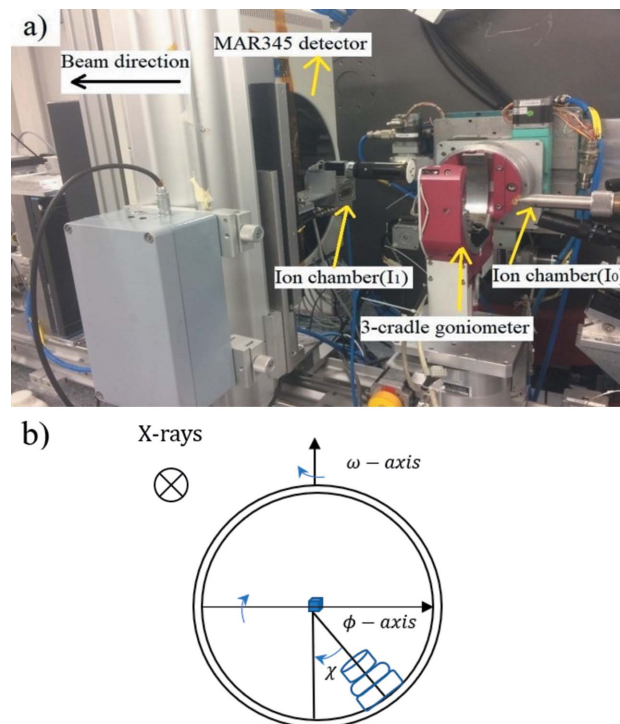 a)
MAR345 detector
Beam direction
Ion chamber(I₁)
Ion chamber(I₀)
3-cradle goniometer
b)
X-rays
ω − axis
ϕ − axis
χ